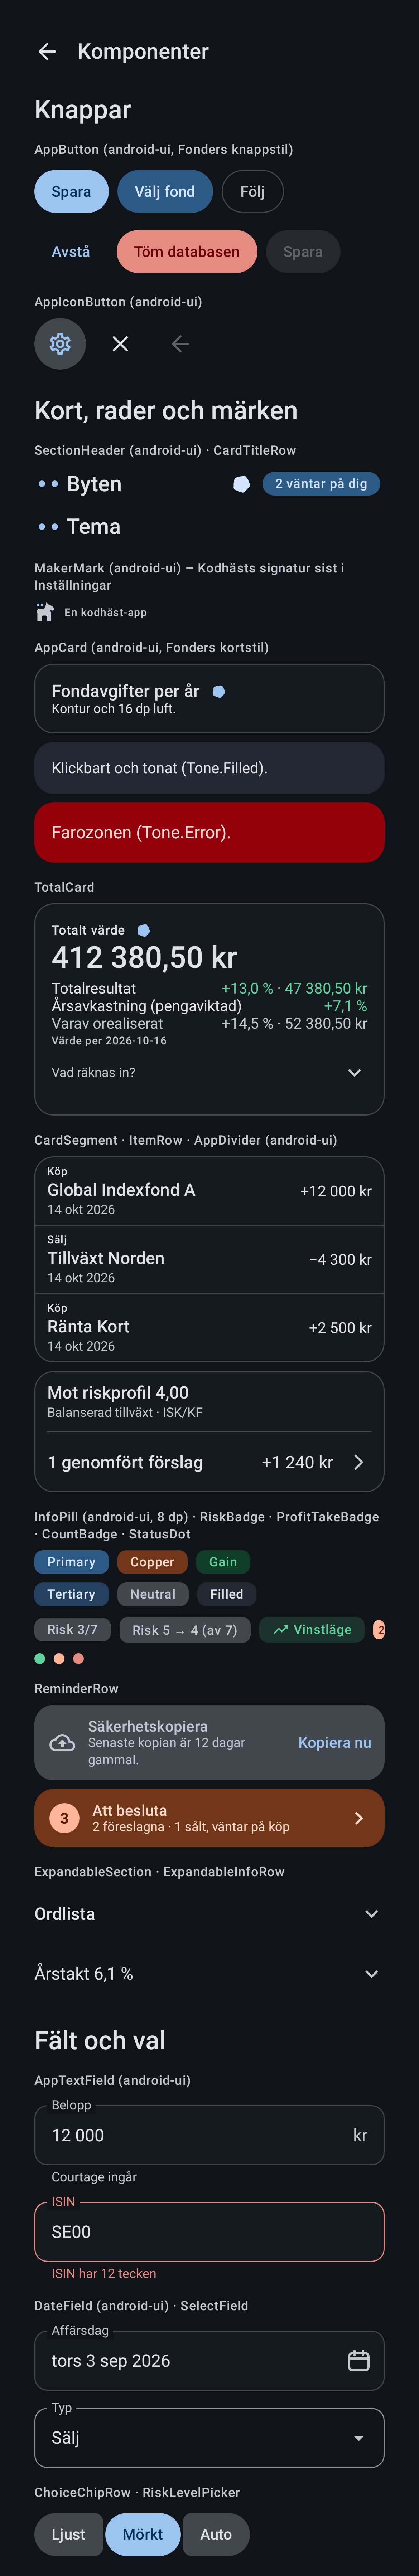 Komponenter
Knappar
AppButton (android-ui, Fonders knappstil)
Spara
Välj fond
Följ
Avstå
Töm databasen
Spara
AppIconButton (android-ui)
Kort, rader och märken
SectionHeader (android-ui) · CardTitleRow
Byten
2 väntar på dig
Tema
MakerMark (android-ui) – Kodhästs signatur sist i
Inställningar
En kodhäst-app
AppCard (android-ui, Fonders kortstil)
Fondavgifter per år
Kontur och 16 dp luft.
Klickbart och tonat (Tone.Filled).
Farozonen (Tone.Error).
TotalCard
Totalt värde
412 380,50 kr
Totalresultat +13,0 % · 47 380,50 kr
Årsavkastning (pengaviktad) +7,1 %
Varav orealiserat +14,5 % · 52 380,50 kr
Värde per 2026-10-16
Vad räknas in?
CardSegment · ItemRow · AppDivider (android-ui)
Köp
Global Indexfond A +12 000 kr
14 okt 2026
Sälj
Tillväxt Norden −4 300 kr
14 okt 2026
Köp
Ränta Kort +2 500 kr
14 okt 2026
Mot riskprofil 4,00
Balanserad tillväxt · ISK/KF
1 genomfört förslag +1 240 kr
InfoPill (android-ui, 8 dp) · RiskBadge · ProfitTakeBadge
· CountBadge · StatusDot
Primary
Copper
Gain
Tertiary
Neutral
Filled
Risk 3/7
Risk 5 → 4 (av 7)
Vinstläge
2
ReminderRow
Säkerhetskopiera
Senaste kopian är 12 dagar
gammal.
Kopiera nu
3
Att besluta
2 föreslagna · 1 sålt, väntar på köp
ExpandableSection · ExpandableInfoRow
Ordlista
Årstakt 6,1 %
Fält och val
AppTextField (android-ui)
Belopp
12 000 kr
Courtage ingår
ISIN
SE00
ISIN har 12 tecken
DateField (android-ui) · SelectField
Affärsdag
tors 3 sep 2026
Typ
Sälj
ChoiceChipRow · RiskLevelPicker
Ljust
Mörkt
Auto